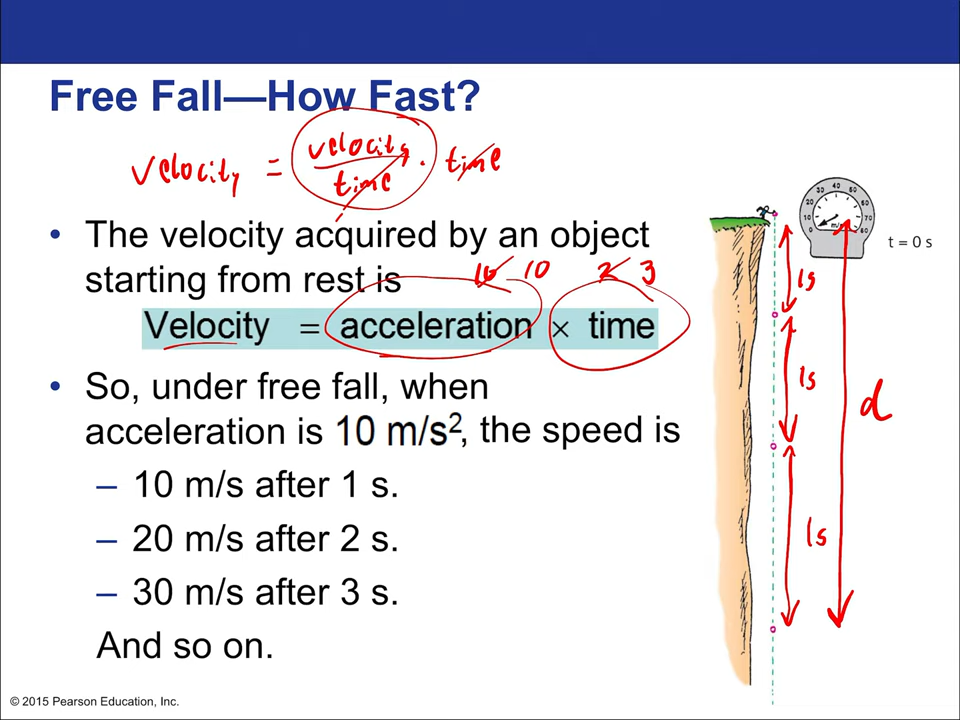 Free Fall—How Fast?
velocity = velocity/time · time
• The velocity acquired by an object
starting from rest is
10 10 2 3
Velocity = acceleration × time
• So, under free fall, when
acceleration is 10 m/s², the speed is
– 10 m/s after 1 s.
– 20 m/s after 2 s.
– 30 m/s after 3 s.
And so on.
t = 0 s
1s
1s
1s
d
© 2015 Pearson Education, Inc.